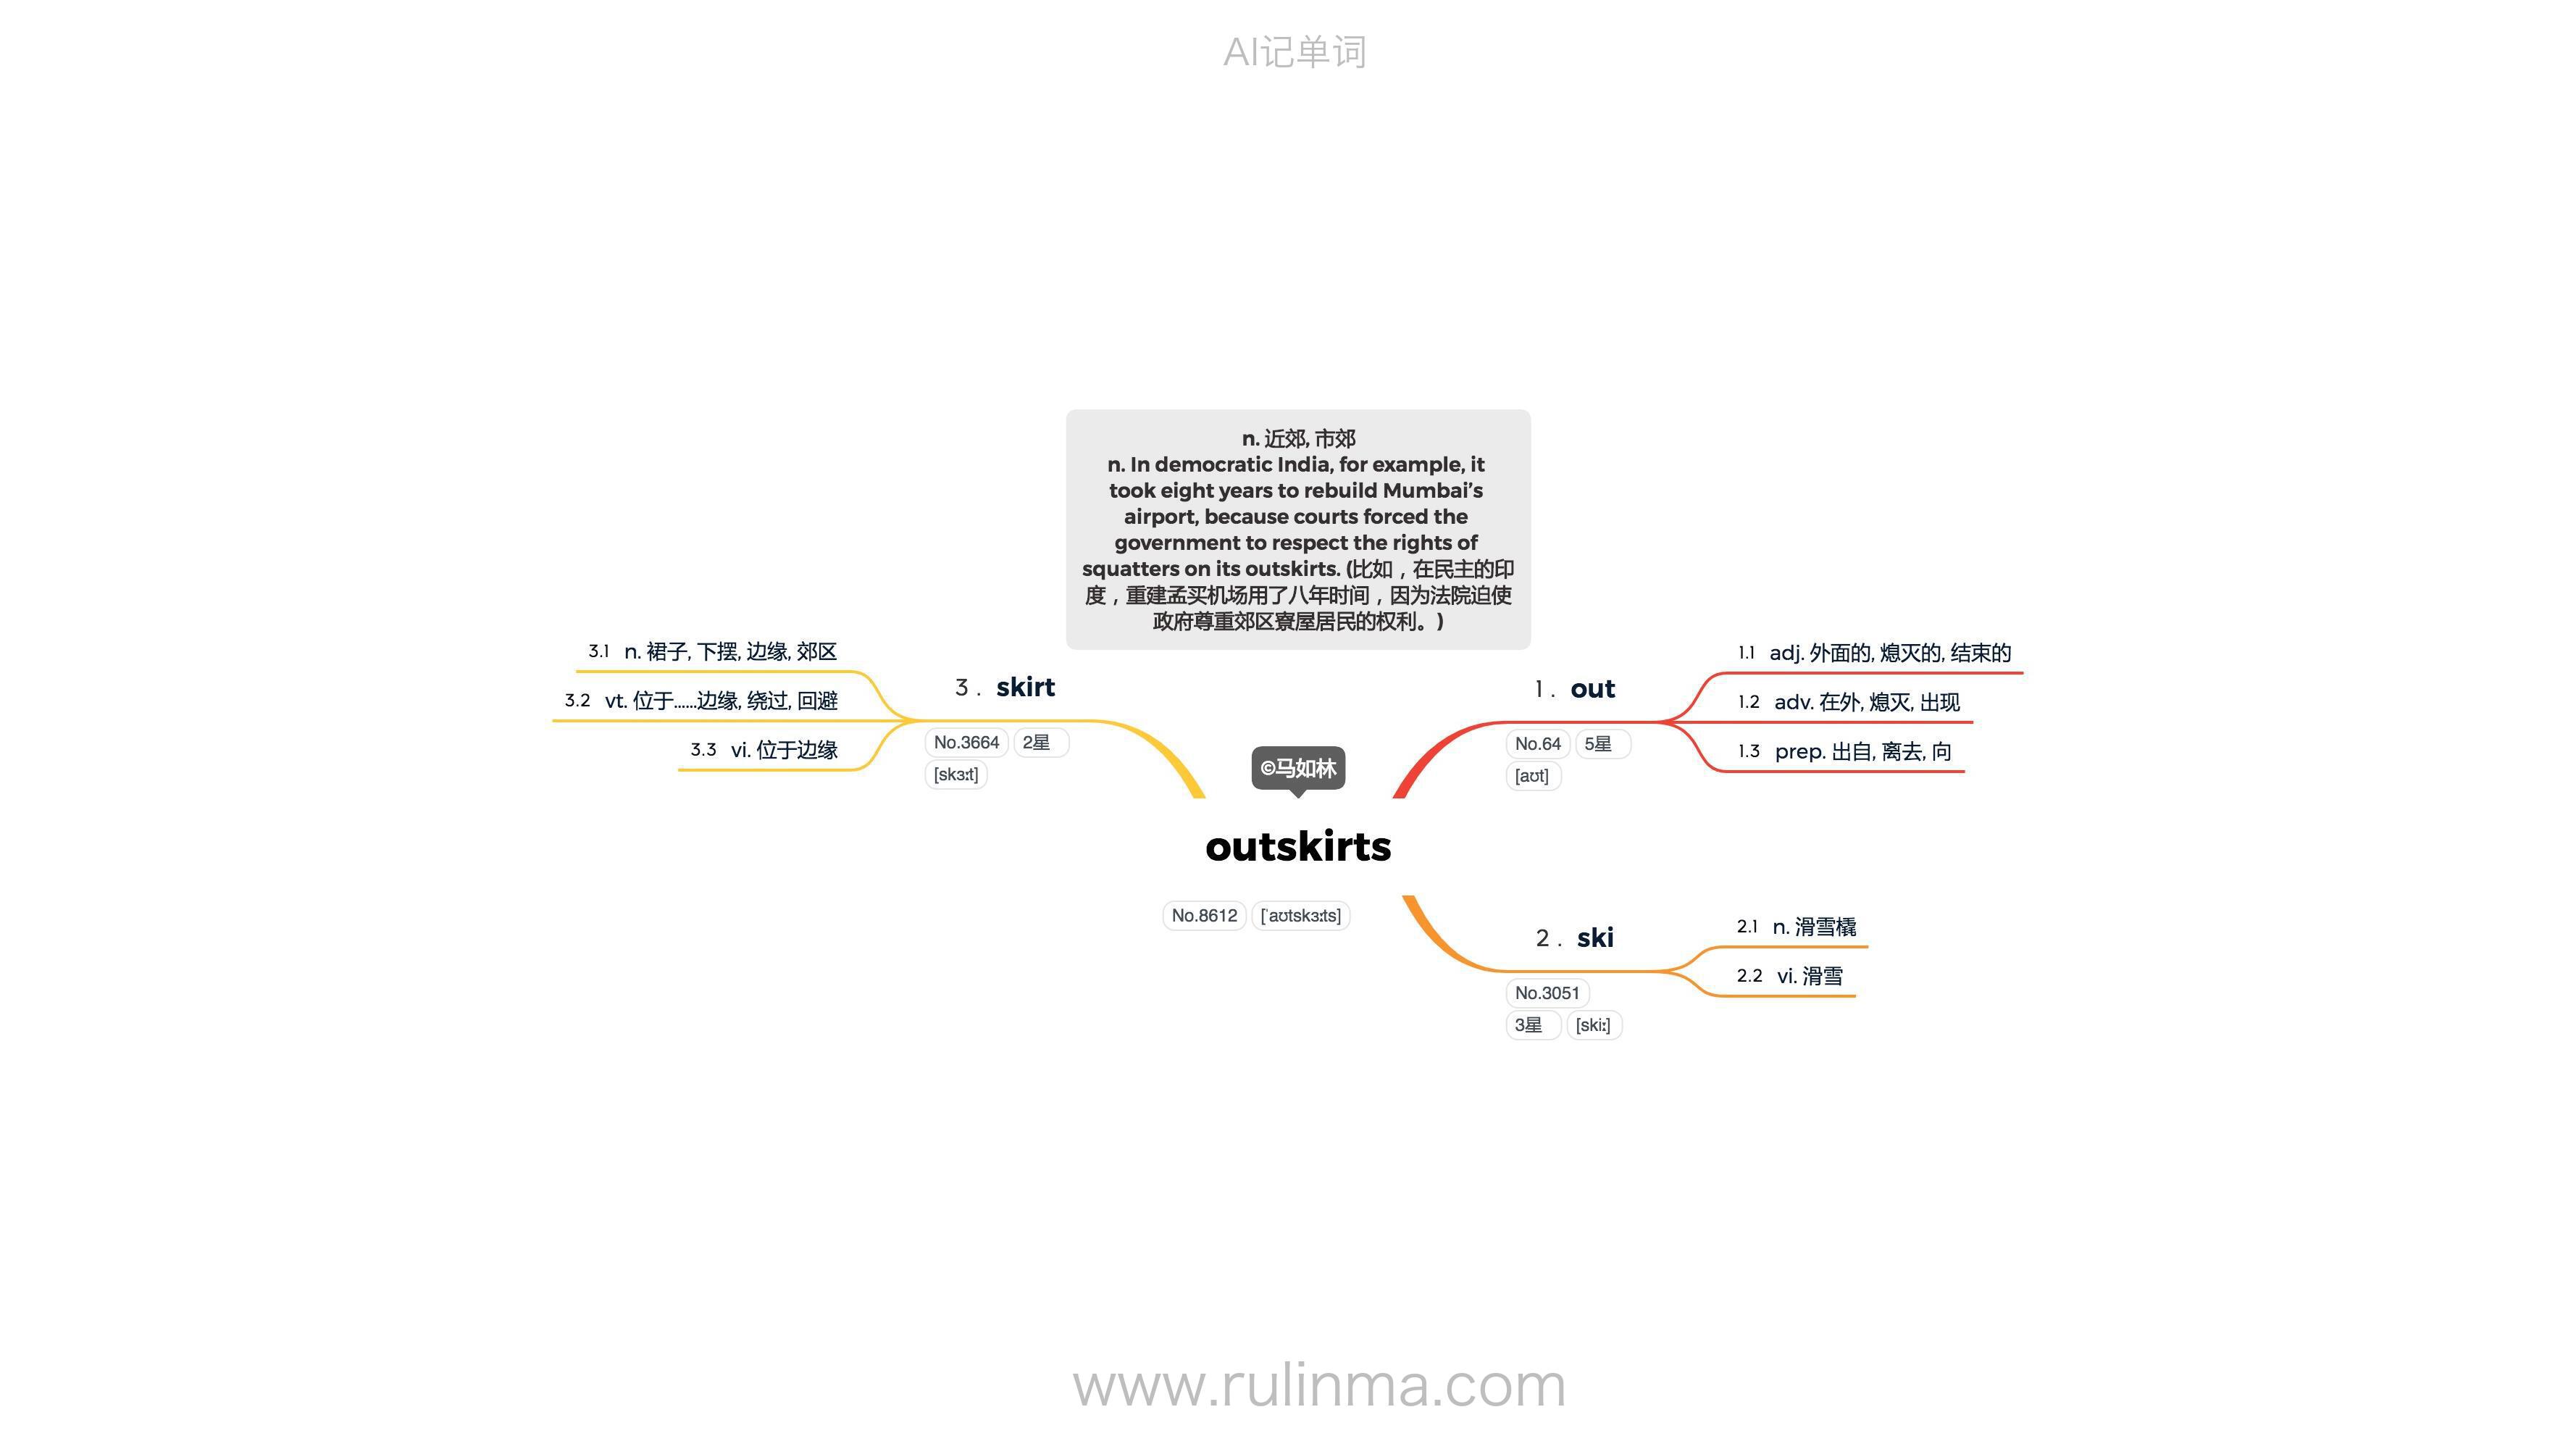 AI记单词
n. 近郊, 市郊
n. In democratic India, for example, it
took eight years to rebuild Mumbai’s
airport, because courts forced the
government to respect the rights of
squatters on its outskirts. (比如，在民主的印
度，重建孟买机场用了八年时间，因为法院迫使
政府尊重郊区寮屋居民的权利。)
©马如林
outskirts
No.8612 [ˈaʊtskɜːts]
1. out
No.64 5星
[aʊt]
1.1 adj. 外面的, 熄灭的, 结束的
1.2 adv. 在外, 熄灭, 出现
1.3 prep. 出自, 离去, 向
2. ski
No.3051
3星 [skiː]
2.1 n. 滑雪橇
2.2 vi. 滑雪
3. skirt
No.3664 2星
[skɜːt]
3.1 n. 裙子, 下摆, 边缘, 郊区
3.2 vt. 位于……边缘, 绕过, 回避
3.3 vi. 位于边缘
www.rulinma.com